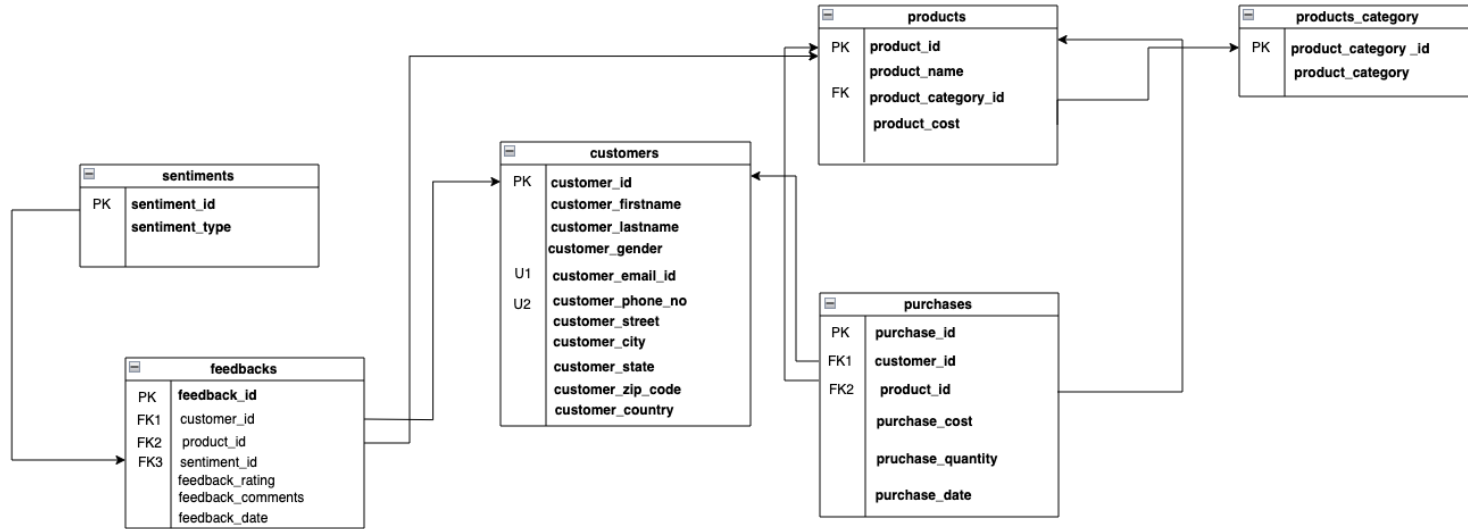 products
PK product_id
product_name
FK product_category_id
product_cost
products_category
PK product_category _id
product_category
customers
PK customer_id
customer_firstname
customer_lastname
customer_gender
U1 customer_email_id
U2 customer_phone_no
customer_street
customer_city
customer_state
customer_zip_code
customer_country
sentiments
PK sentiment_id
sentiment_type
purchases
PK purchase_id
FK1 customer_id
FK2 product_id
purchase_cost
pruchase_quantity
purchase_date
feedbacks
PK feedback_id
FK1 customer_id
FK2 product_id
FK3 sentiment_id
feedback_rating
feedback_comments
feedback_date